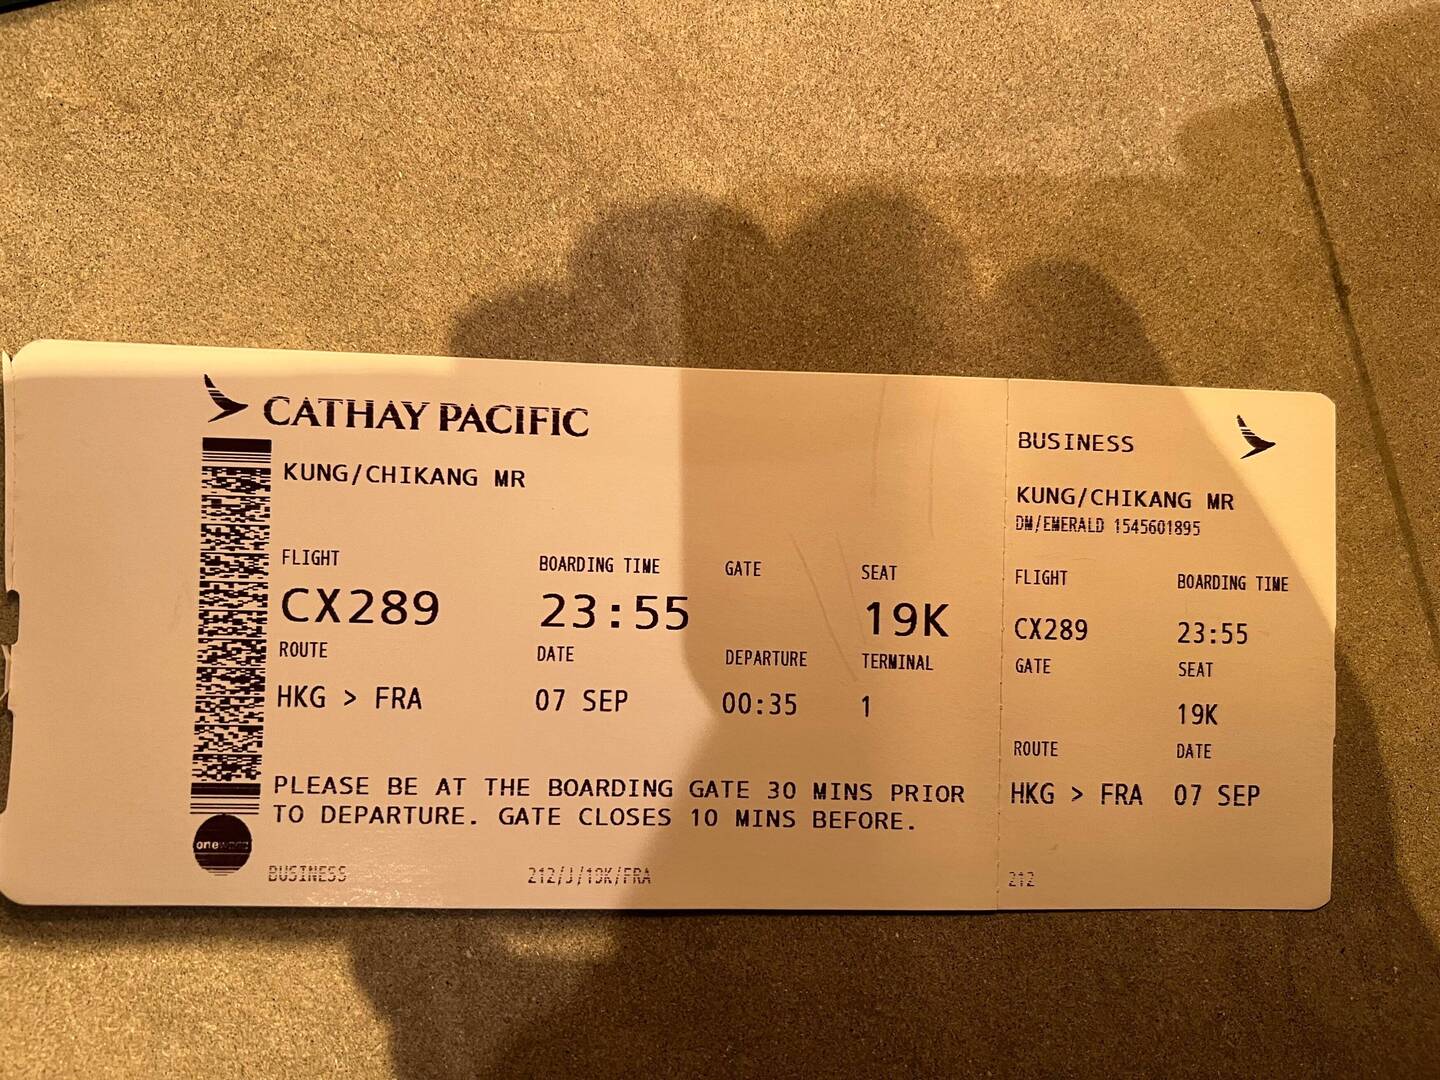 CATHAY PACIFIC
KUNG/CHIKANG MR
FLIGHT BOARDING TIME GATE SEAT
CX289 23:55 19K
ROUTE DATE DEPARTURE TERMINAL
HKG > FRA 07 SEP 00:35 1
PLEASE BE AT THE BOARDING GATE 30 MINS PRIOR
TO DEPARTURE. GATE CLOSES 10 MINS BEFORE.
oneworld
BUSINESS 212/J/19K/FRA
BUSINESS
KUNG/CHIKANG MR
DM/EMERALD 1545601895
FLIGHT BOARDING TIME
CX289 23:55
GATE SEAT
19K
ROUTE DATE
HKG > FRA 07 SEP
212